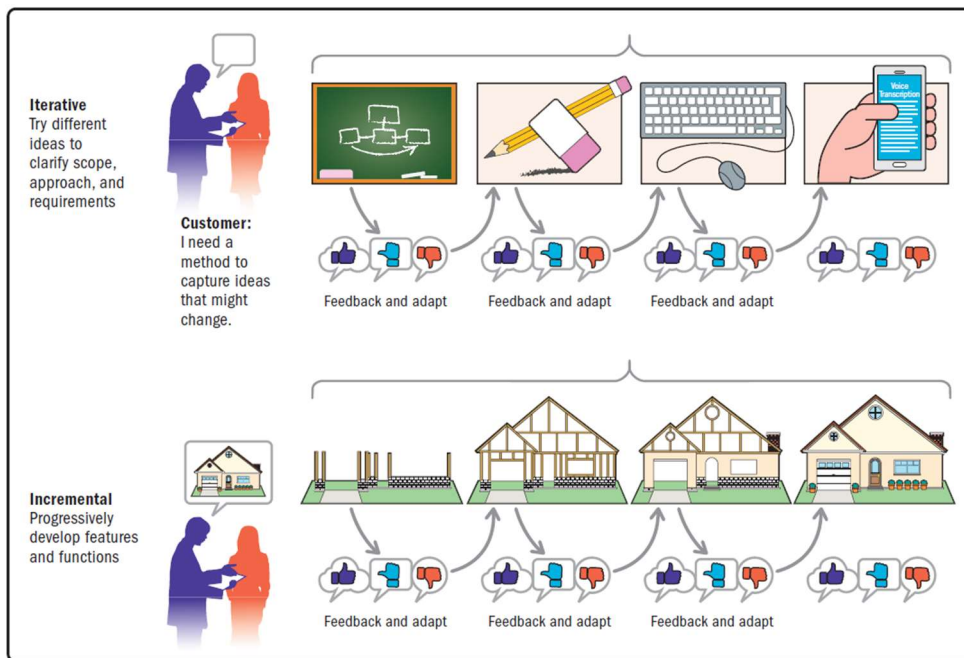 Iterative
Try different
ideas to
clarify scope,
approach, and
requirements
Customer:
I need a
method to
capture ideas
that might
change.
Voice
Transcription
Feedback and adapt
Feedback and adapt
Feedback and adapt
Incremental
Progressively
develop features
and functions
Feedback and adapt
Feedback and adapt
Feedback and adapt